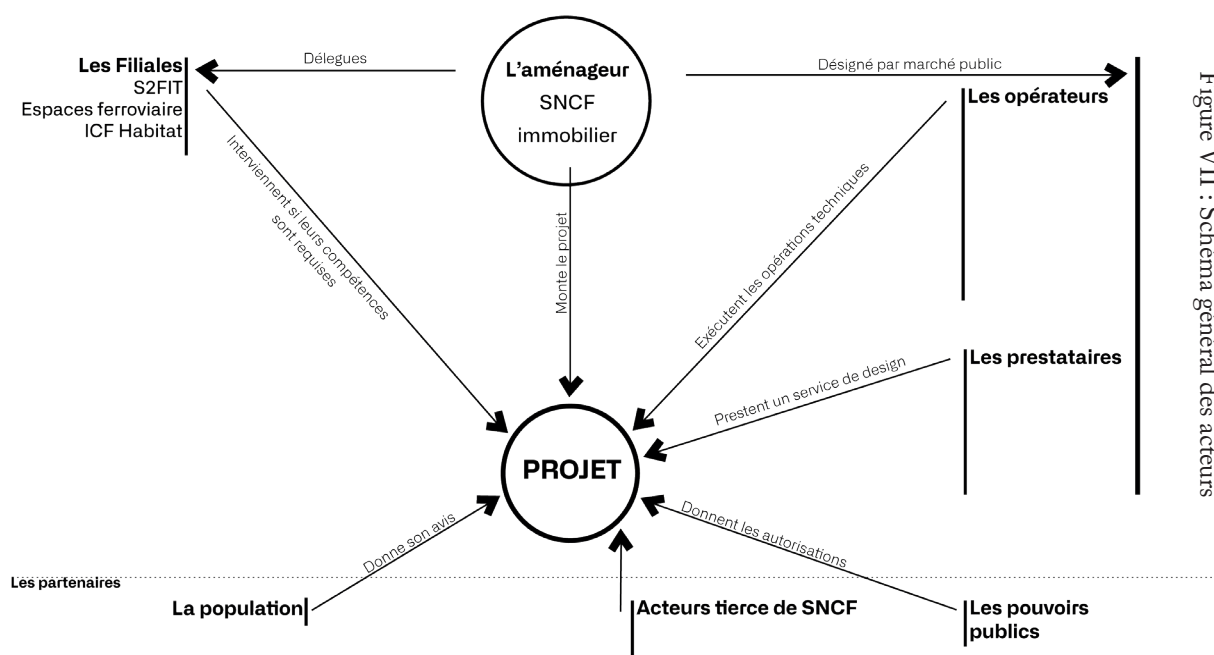 Les Filiales
S2FIT
Espaces ferroviaire
ICF Habitat
Délegues
L'aménageur
SNCF
immobilier
Désigné par marché public
Les opérateurs
Interviennent si leurs compétences
sont requises
Monte le projet
Exécutent les opérations techniques
Les prestataires
Prestent un service de design
PROJET
Donne son avis
Donnent les autorisations
Les partenaires
La population
Acteurs tierce de SNCF
Les pouvoirs
publics
Figure VII : Schéma général des acteurs